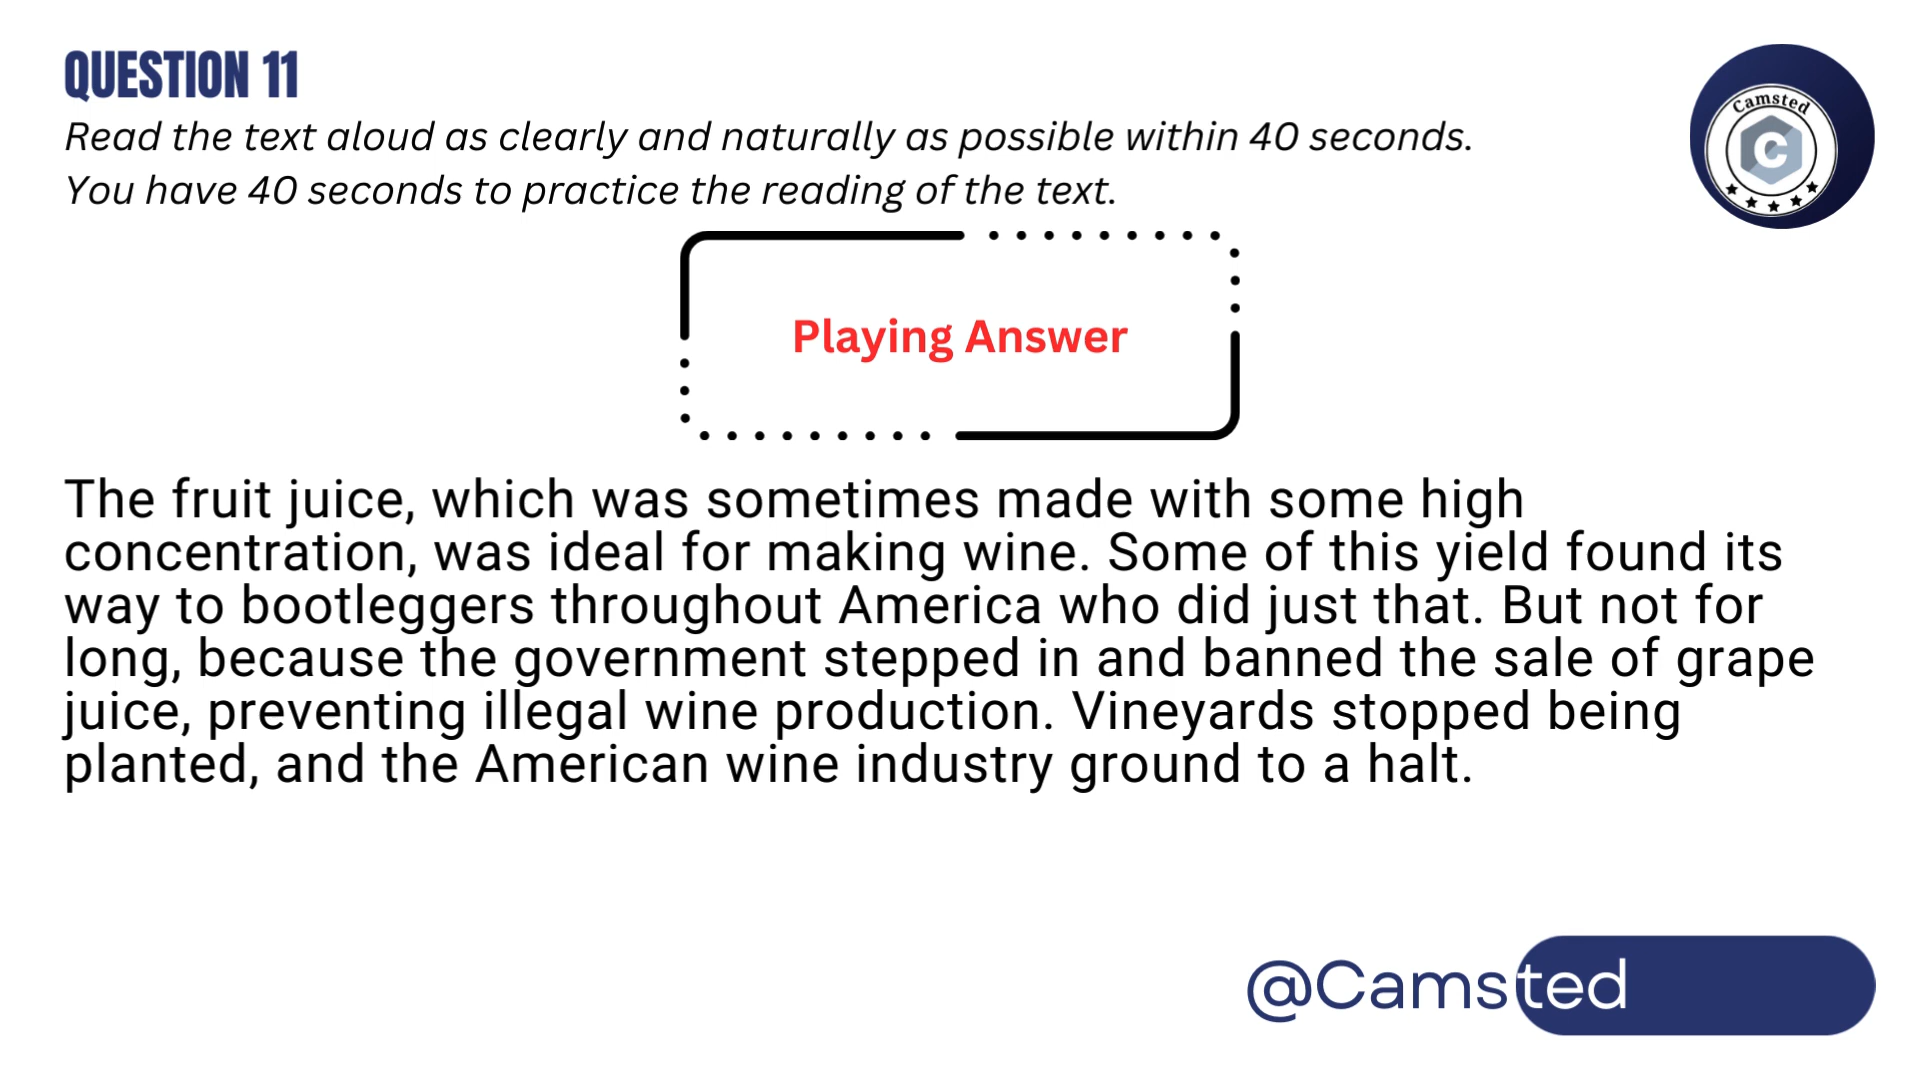 QUESTION 11
Read the text aloud as clearly and naturally as possible within 40 seconds.
You have 40 seconds to practice the reading of the text.
Camsted
C
Playing Answer
The fruit juice, which was sometimes made with some high
concentration, was ideal for making wine. Some of this yield found its
way to bootleggers throughout America who did just that. But not for
long, because the government stepped in and banned the sale of grape
juice, preventing illegal wine production. Vineyards stopped being
planted, and the American wine industry ground to a halt.
@Camsted